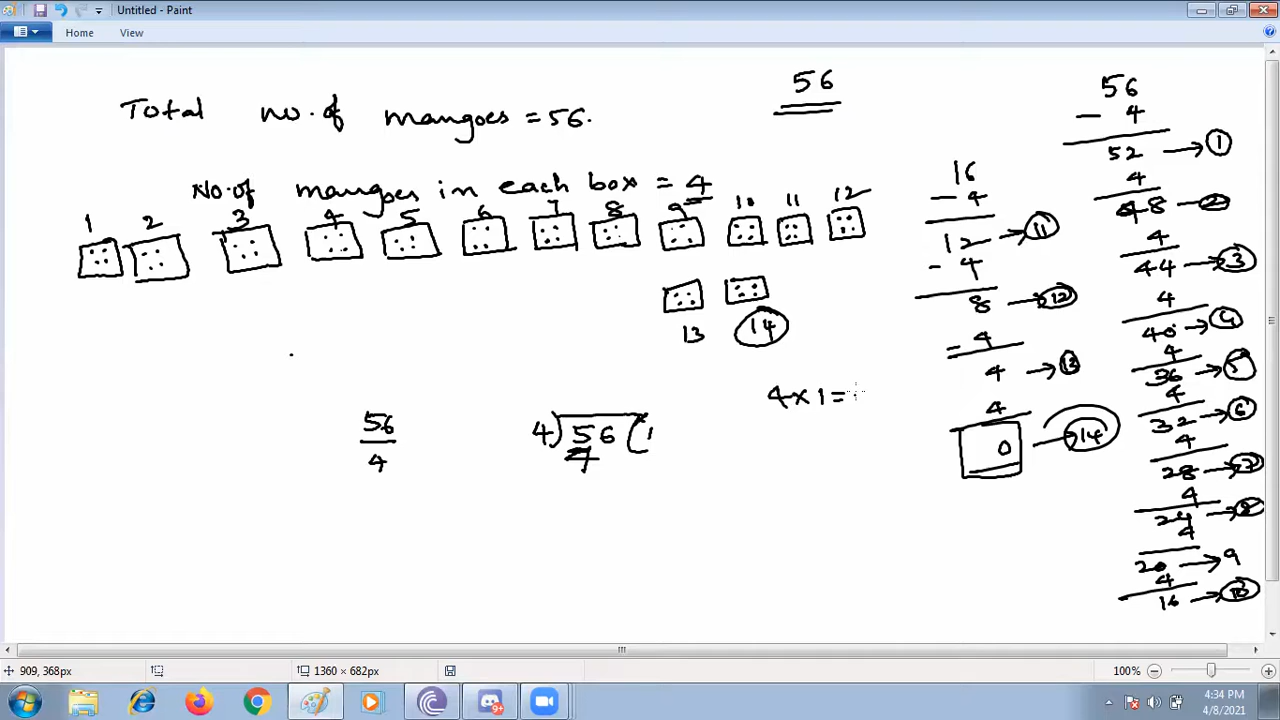 Untitled - Paint
Home View
Total no. of mangoes = 56.
56
No. of mangoes in each box = 4
1 2 3 4 5 6 7 8 9 10 11 12
13 14
56
4
4) 56 (1
4
4 x 1 =
16
- 4
12 → 11
- 4
8 → 12
- 4
4 → 13
4
0 → 14
56
- 4
52 → 1
4
48 → 2
4
44 → 3
4
40 → 4
4
36 → 5
4
32 → 6
4
28 → 7
4
24 → 8
4
20 → 9
4
16 → 10
909, 368px
1360 × 682px
100%
4:34 PM
4/8/2021